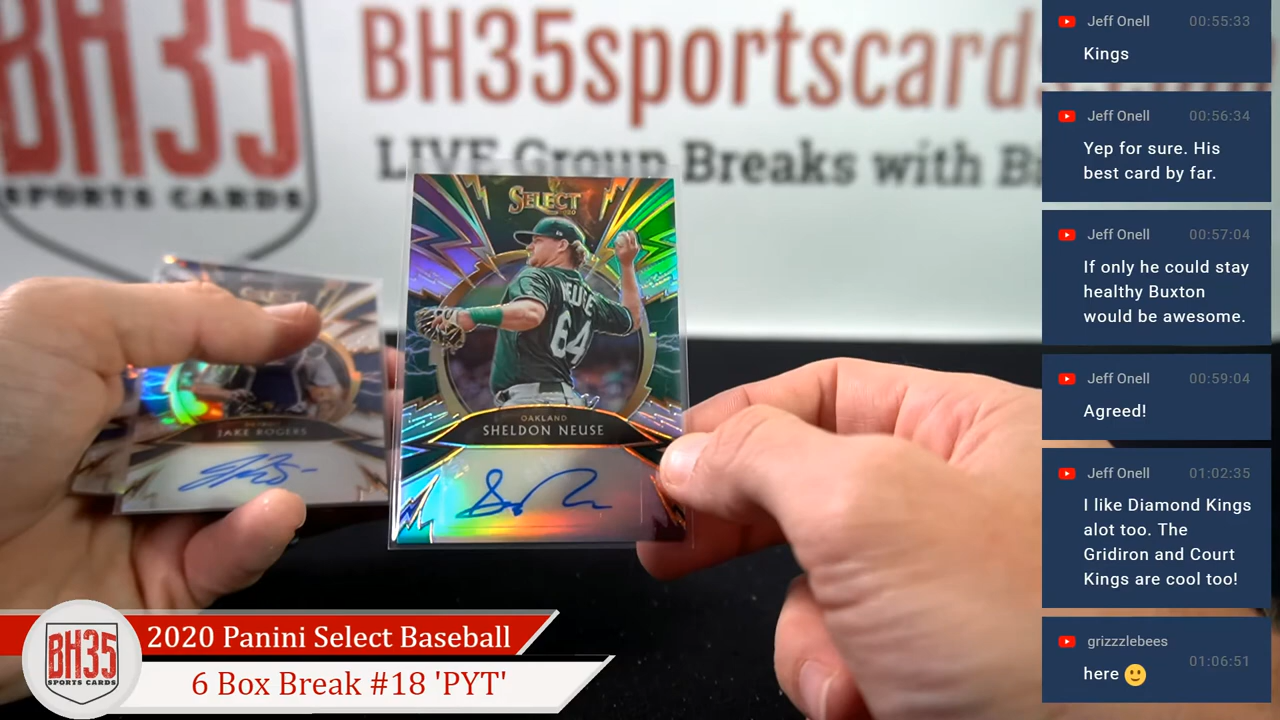 BH35
SPORTS CARDS
BH35sportscard
LIVE Group Breaks with B
SELECT
NEUSE
64
OAKLAND
SHELDON NEUSE
JAKE ROGERS
BH35
SPORTS CARDS
2020 Panini Select Baseball
6 Box Break #18 'PYT'
Jeff Onell 00:55:33
Kings
Jeff Onell 00:56:34
Yep for sure. His
best card by far.
Jeff Onell 00:57:04
If only he could stay
healthy Buxton
would be awesome.
Jeff Onell 00:59:04
Agreed!
Jeff Onell 01:02:35
I like Diamond Kings
alot too. The
Gridiron and Court
Kings are cool too!
grizzzlebees
01:06:51
here 🙂